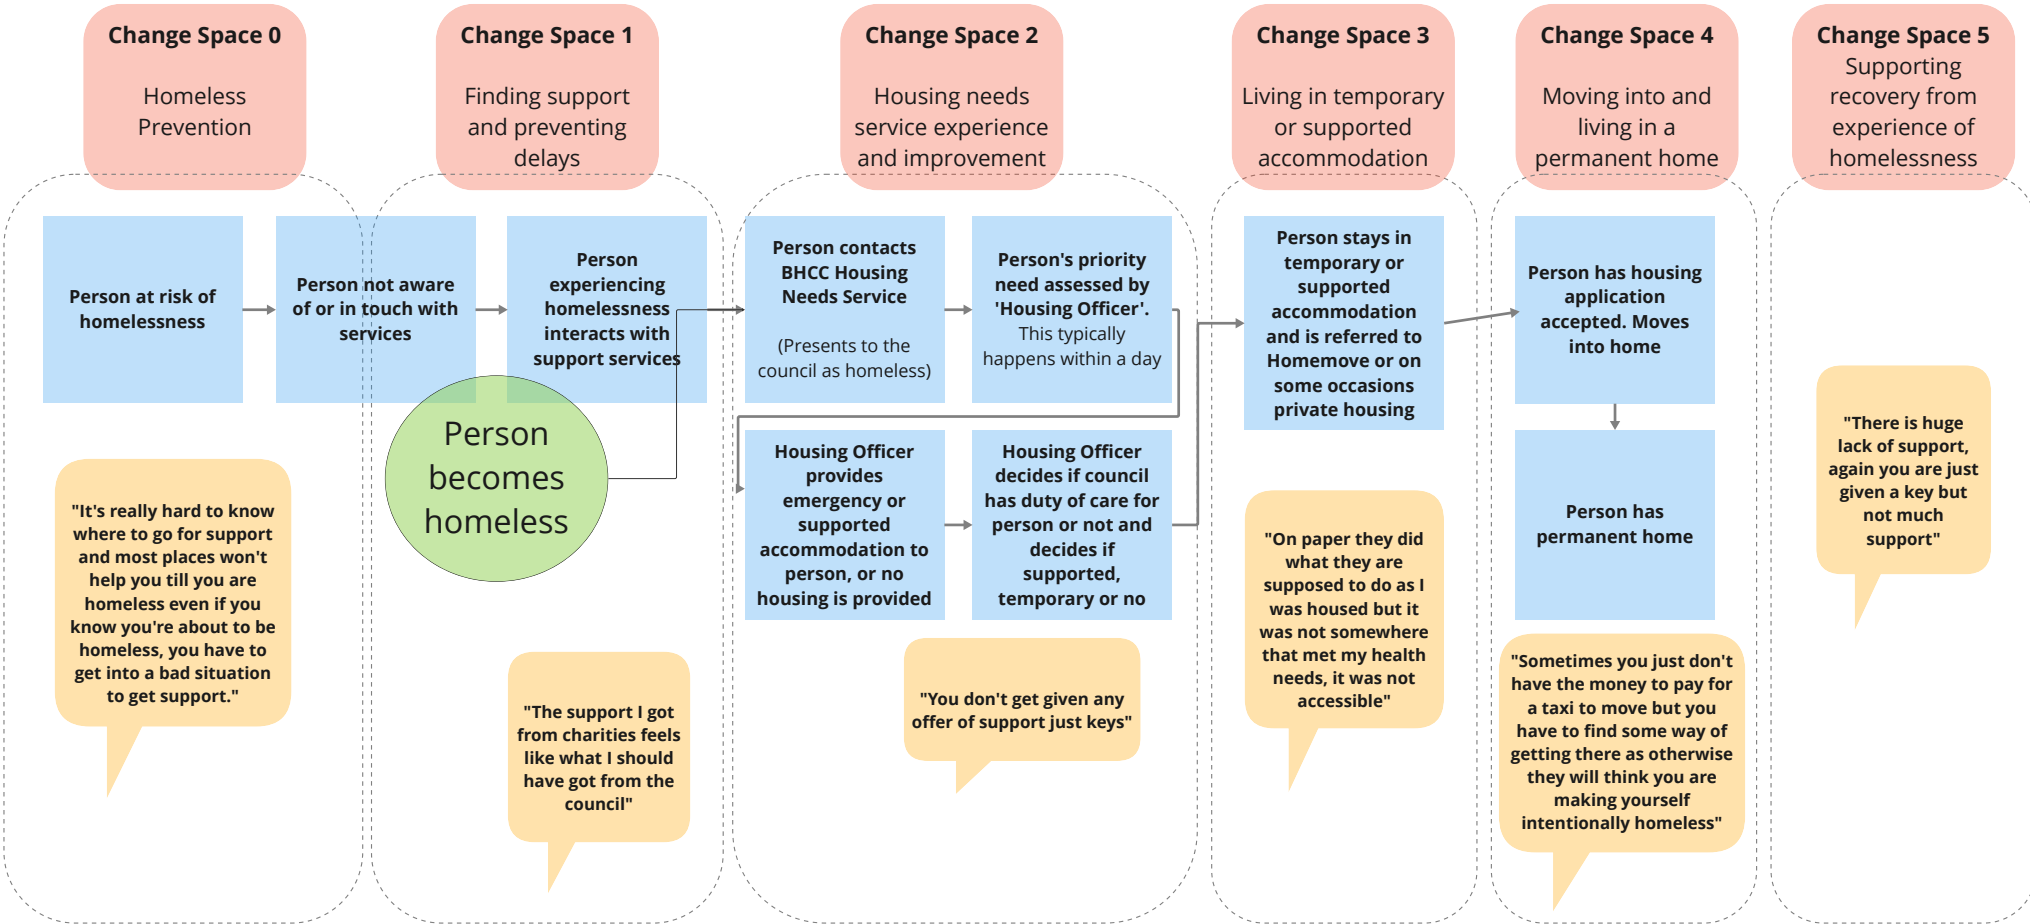 Change Space 0
Homeless
Prevention
Change Space 1
Finding support
and preventing
delays
Change Space 2
Housing needs
service experience
and improvement
Change Space 3
Living in temporary
or supported
accommodation
Change Space 4
Moving into and
living in a
permanent home
Change Space 5
Supporting
recovery from
experience of
homelessness
Person at risk of
homelessness
Person not aware
of or in touch with
services
Person
experiencing
homelessness
interacts with
support services
Person contacts
BHCC Housing
Needs Service
(Presents to the
council as homeless)
Person's priority
need assessed by
'Housing Officer'.
This typically
happens within a day
Person stays in
temporary or
supported
accommodation
and is referred to
Homemove or on
some occasions
private housing
Person has housing
application
accepted. Moves
into home
Person
becomes
homeless
Housing Officer
provides
emergency or
supported
accommodation to
person, or no
housing is provided
Housing Officer
decides if council
has duty of care for
person or not and
decides if
supported,
temporary or no
Person has
permanent home
"It's really hard to know
where to go for support
and most places won't
help you till you are
homeless even if you
know you're about to be
homeless, you have to
get into a bad situation
to get support."
"The support I got
from charities feels
like what I should
have got from the
council"
"You don't get given any
offer of support just keys"
"On paper they did
what they are
supposed to do as I
was housed but it
was not somewhere
that met my health
needs, it was not
accessible"
"Sometimes you just don't
have the money to pay for
a taxi to move but you
have to find some way of
getting there as otherwise
they will think you are
making yourself
intentionally homeless"
"There is huge
lack of support,
again you are just
given a key but
not much
support"